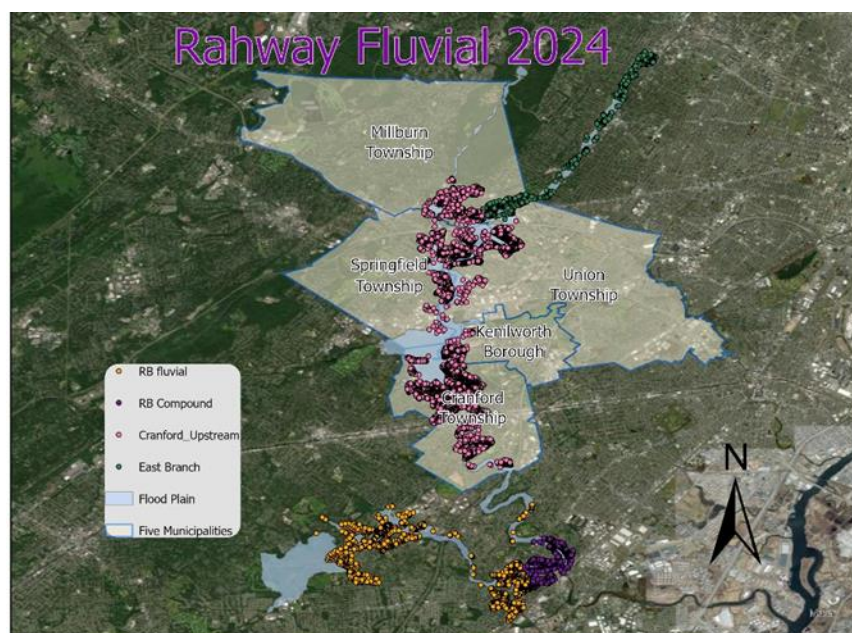 Rahway Fluvial 2024
Millburn
Township
Springfield
Township
Union
Township
Kenilworth
Borough
Cranford
Township
RB fluvial
RB Compound
Cranford_Upstream
East Branch
Flood Plain
Five Municipalities
N